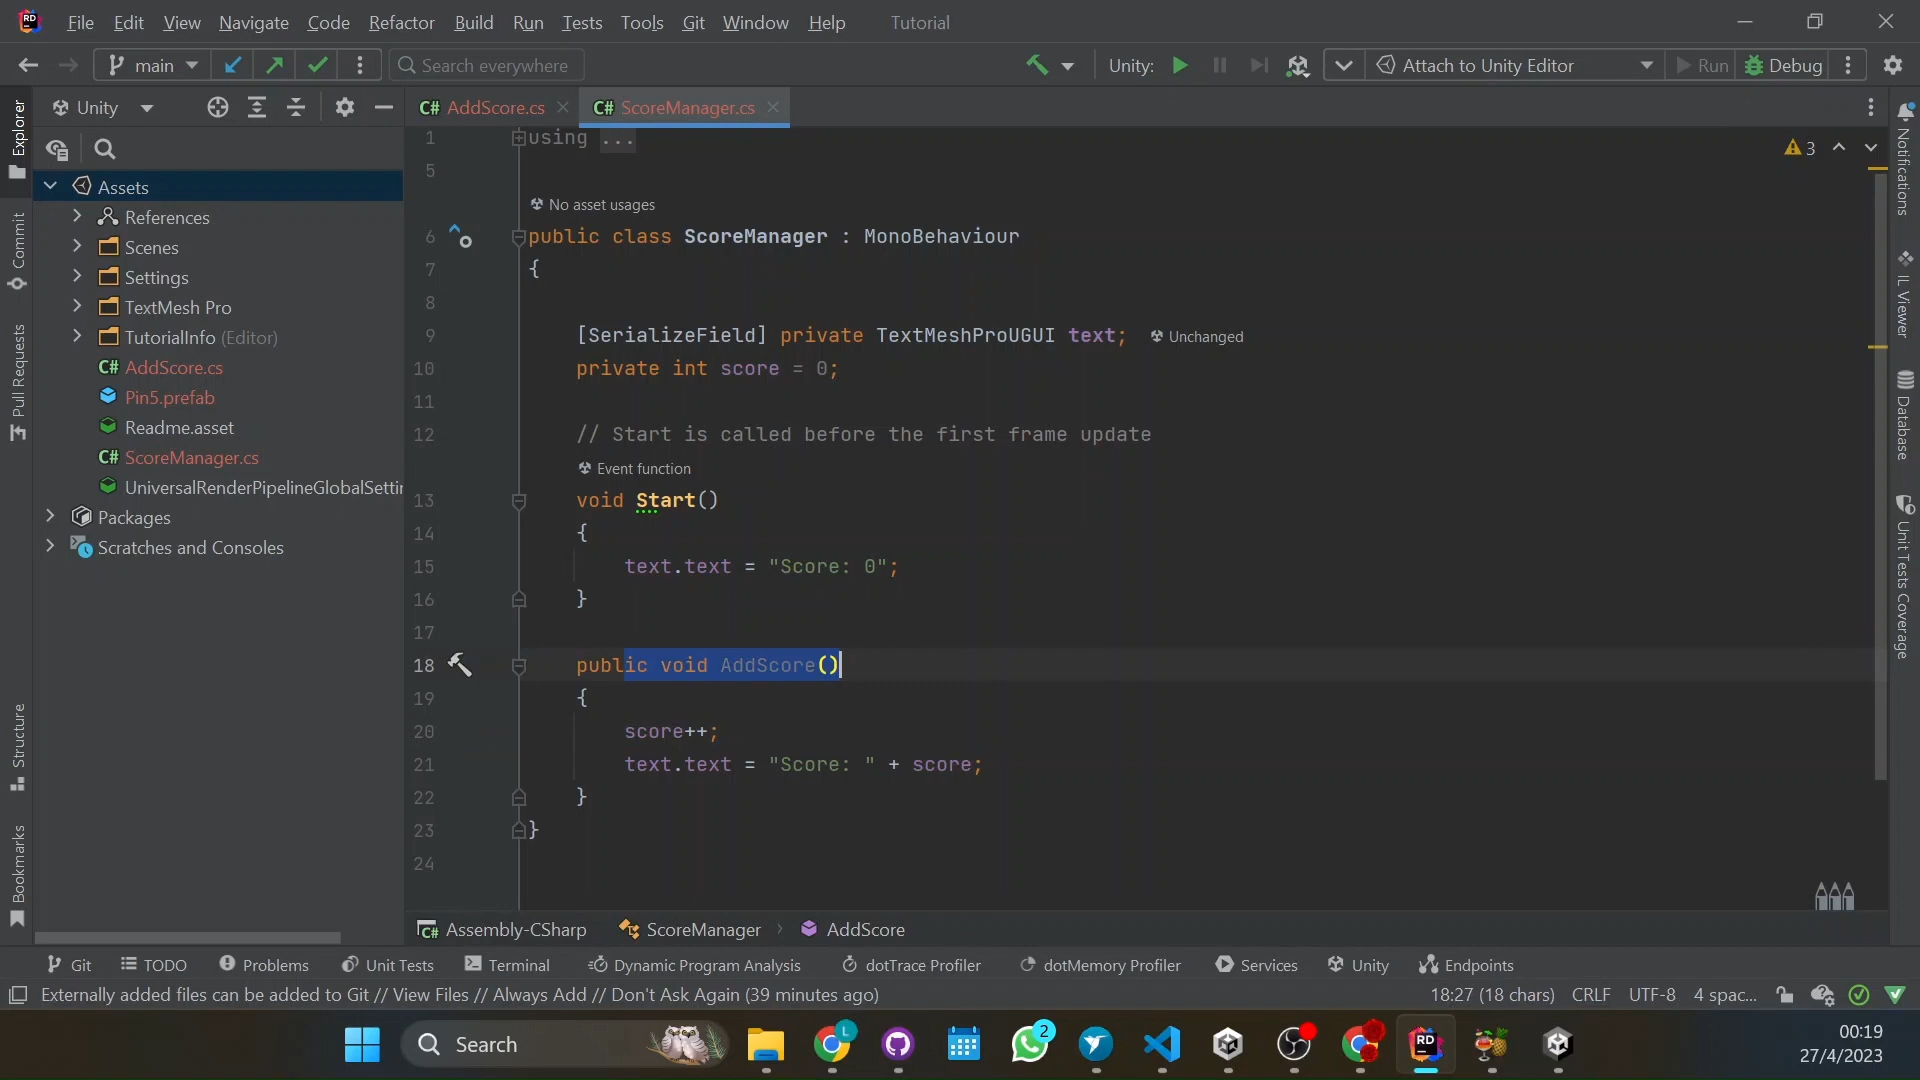 RD File Edit View Navigate Code Refactor Build Run Tests Tools Git Window Help Tutorial
main Search everywhere Unity: Attach to Unity Editor Run Debug
Explorer
Commit
Pull Requests
Structure
Bookmarks
Unity
Assets
References
Scenes
Settings
TextMesh Pro
TutorialInfo (Editor)
C# AddScore.cs
Pin5.prefab
Readme.asset
C# ScoreManager.cs
UniversalRenderPipelineGlobalSettir
Packages
Scratches and Consoles
C# AddScore.cs C# ScoreManager.cs
3
1 using ...
5
No asset usages
6 public class ScoreManager : MonoBehaviour
7 {
8
9 [SerializeField] private TextMeshProUGUI text; Unchanged
10 private int score = 0;
11
12 // Start is called before the first frame update
Event function
13 void Start()
14 {
15 text.text = "Score: 0";
16 }
17
18 public void AddScore()
19 {
20 score++;
21 text.text = "Score: " + score;
22 }
23 }
24
Notifications
IL Viewer
Database
Unit Tests Coverage
C# Assembly-CSharp ScoreManager AddScore
Git TODO Problems Unit Tests Terminal Dynamic Program Analysis dotTrace Profiler dotMemory Profiler Services Unity Endpoints
Externally added files can be added to Git // View Files // Always Add // Don't Ask Again (39 minutes ago) 18:27 (18 chars) CRLF UTF-8 4 spac...
Search L 2 RD 00:19
27/4/2023